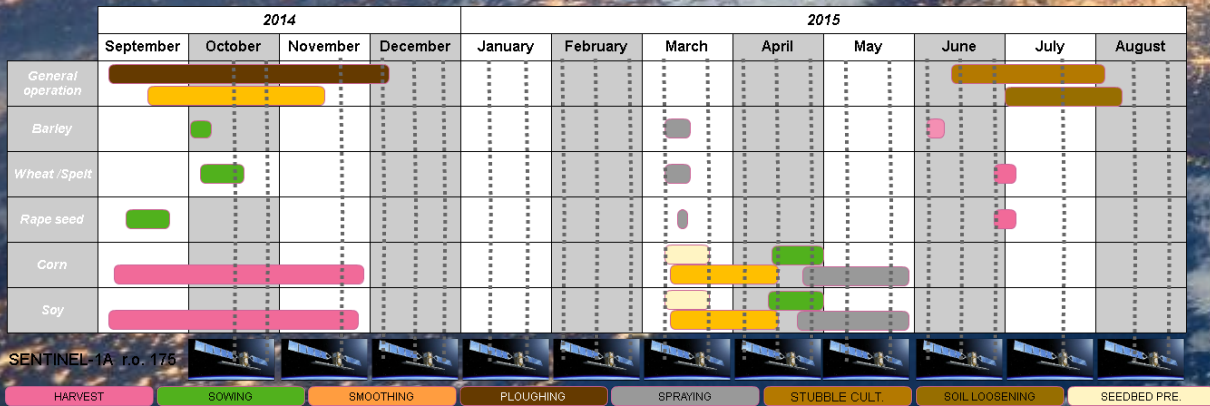 2014 2015
September October November December January February March April May June July August
General
operation
Barley
Wheat /Spelt
Rape seed
Corn
Soy
SENTINEL-1A r.o. 175
HARVEST SOWING SMOOTHING PLOUGHING SPRAYING STUBBLE CULT. SOIL LOOSENING SEEDBED PRE.